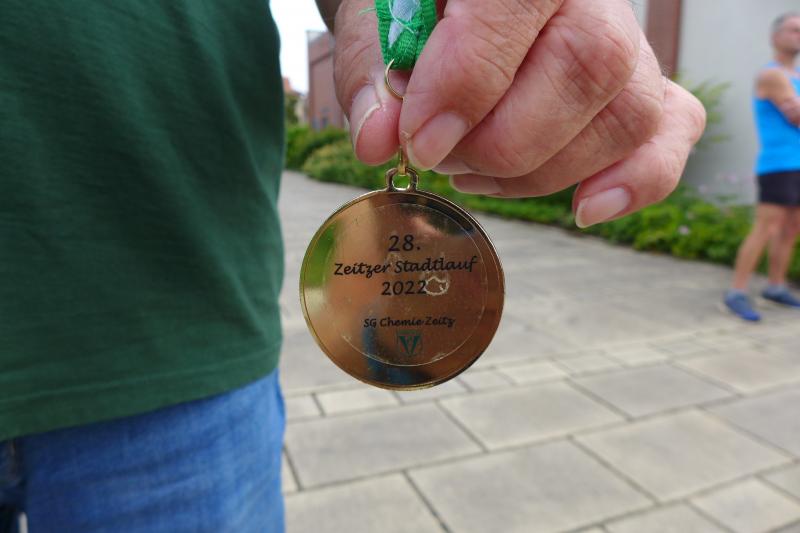 28.
Zeitzer Stadtlauf
2022
SG Chemie Zeitz